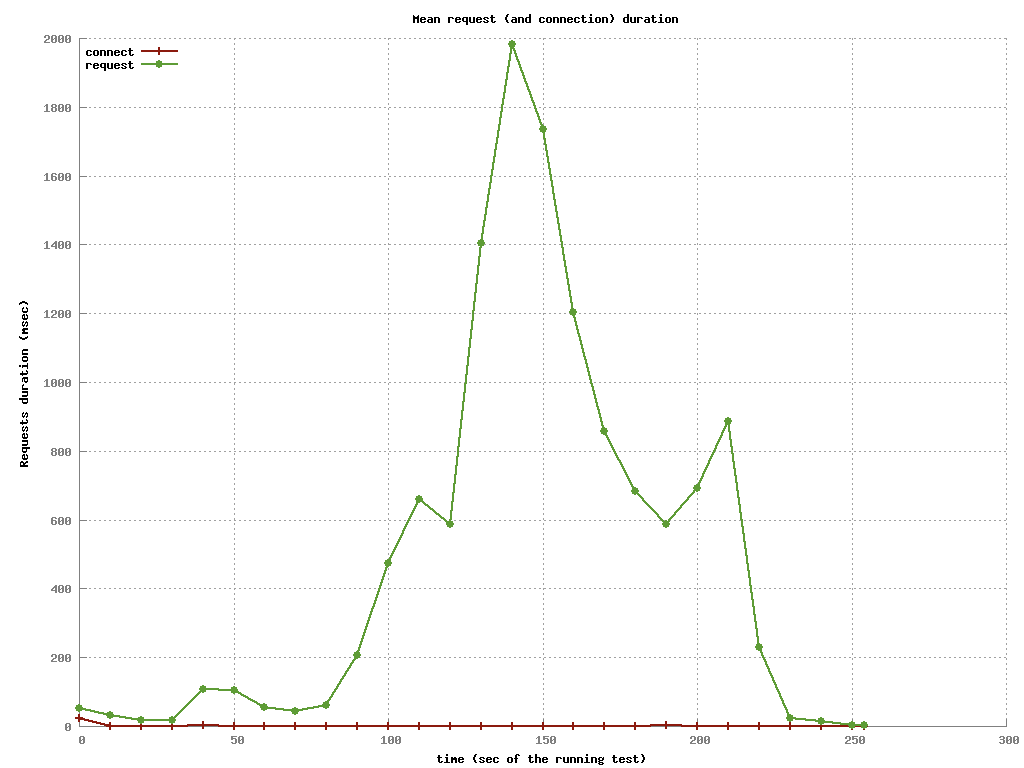 Mean request (and connection) duration
connect
request
2000
1800
1600
1400
1200
1000
800
600
400
200
0
Requests duration (msec)
0 50 100 150 200 250 300
time (sec of the running test)